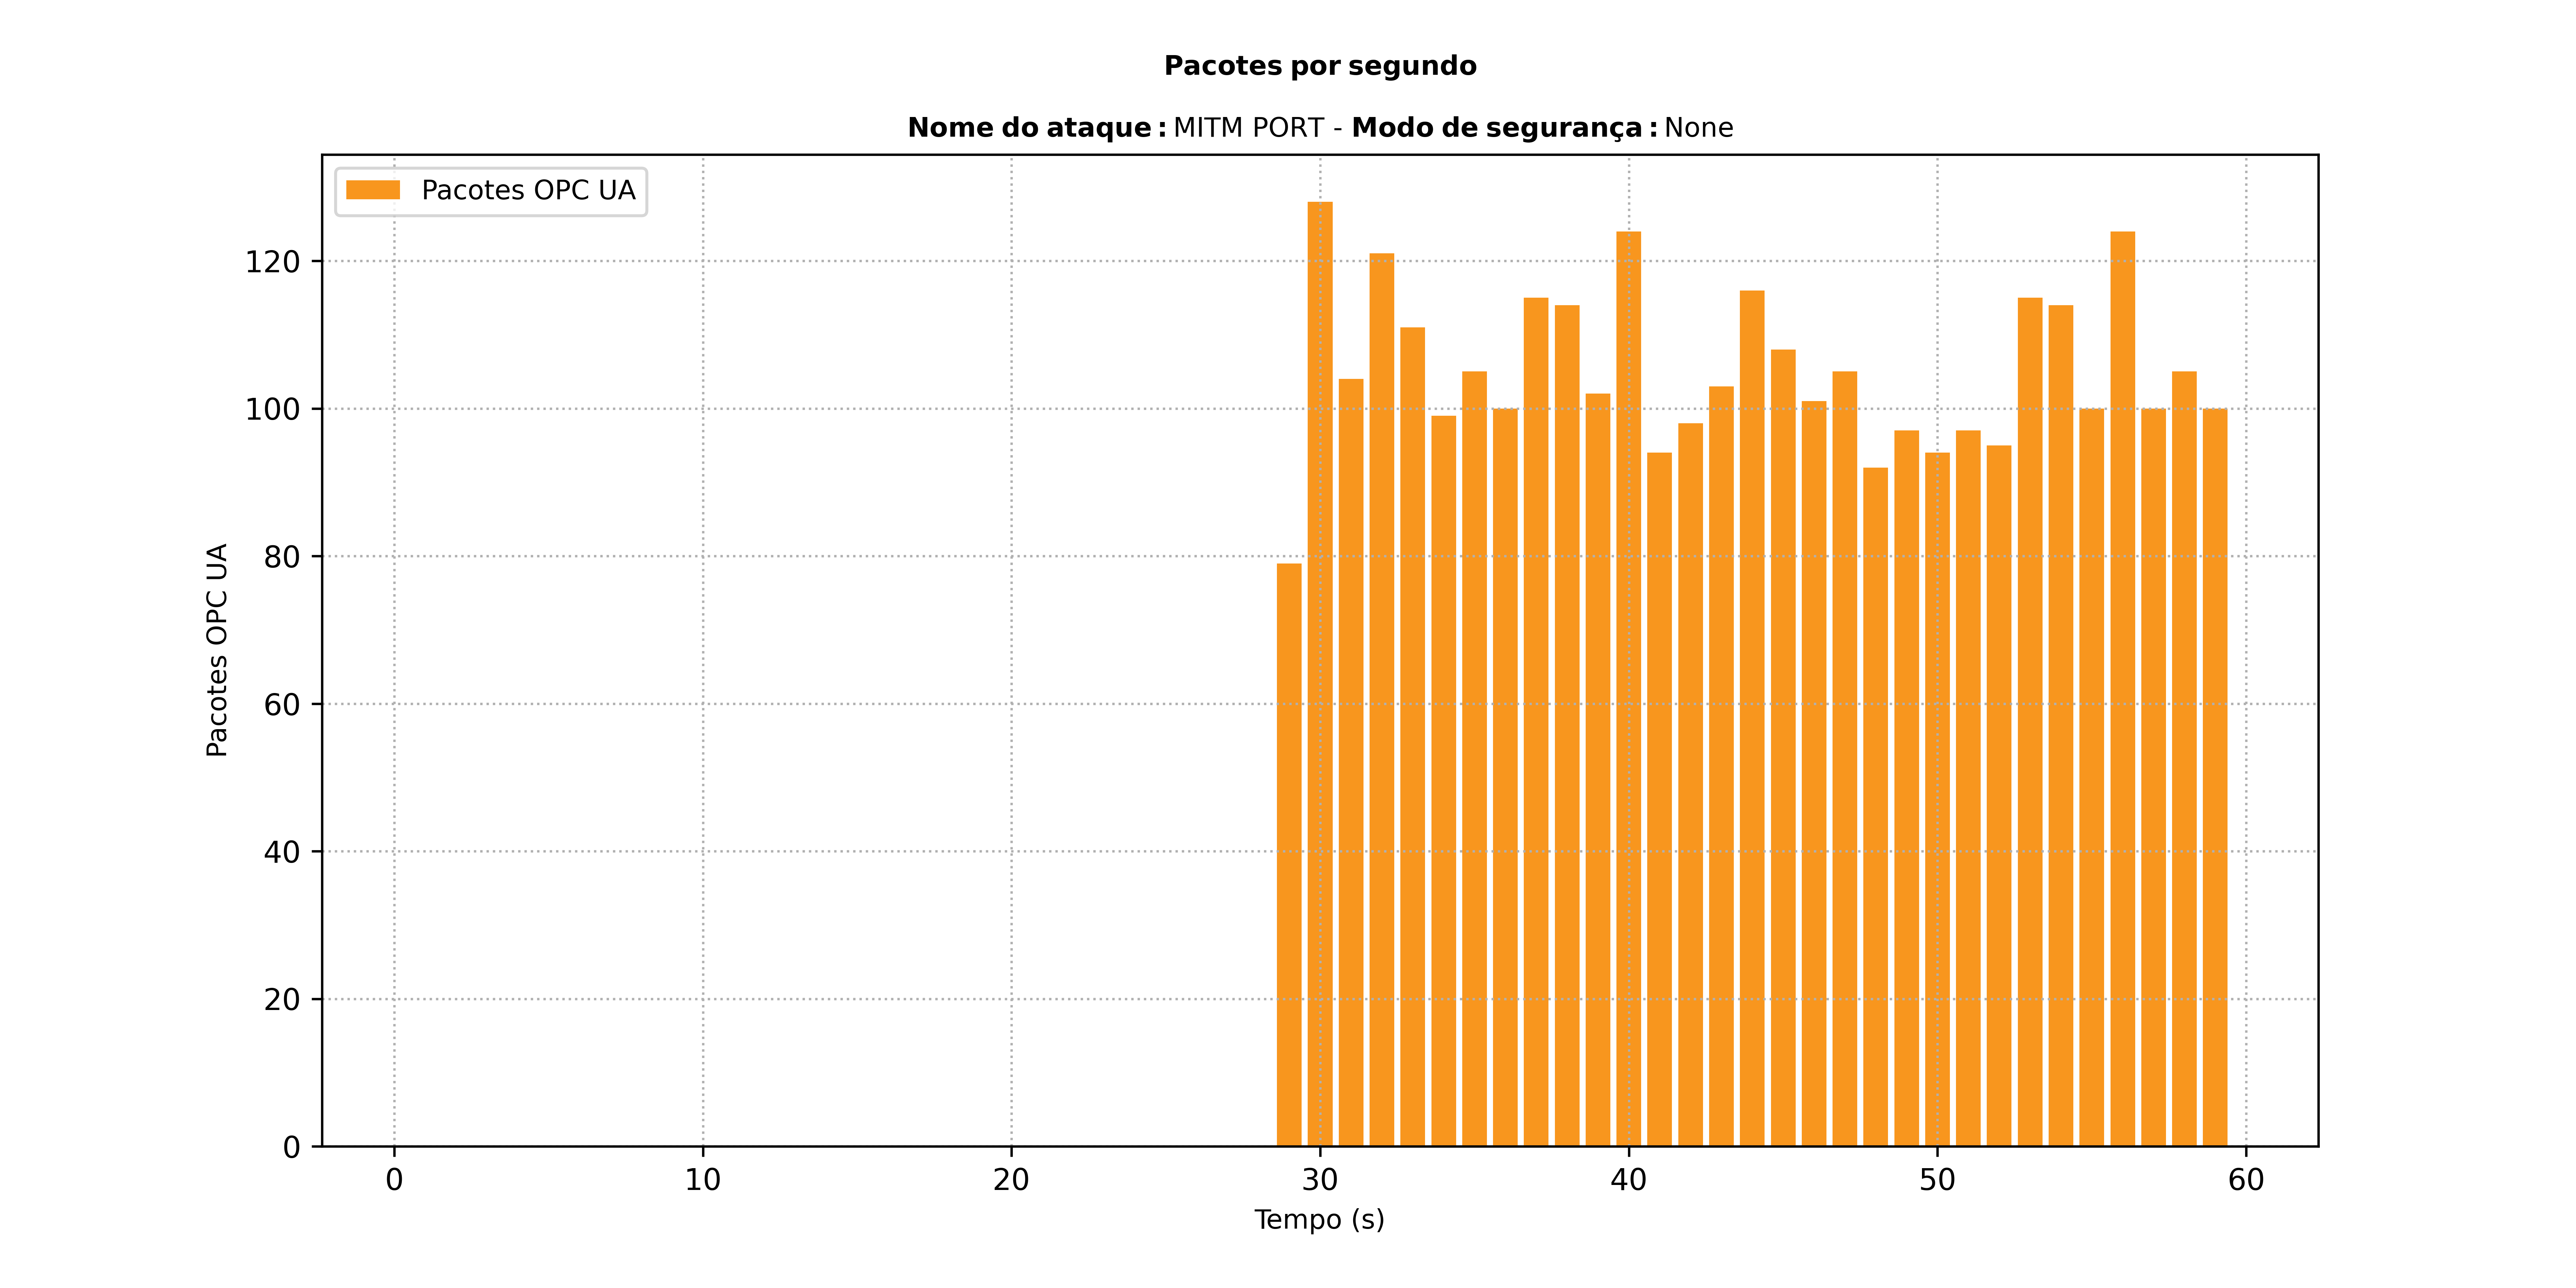 Pacotes por segundo
Nome do ataque : MITM PORT - Modo de segurança : None
Pacotes OPC UA
120
100
80
60
40
20
0
Pacotes OPC UA
0 10 20 30 40 50 60
Tempo (s)